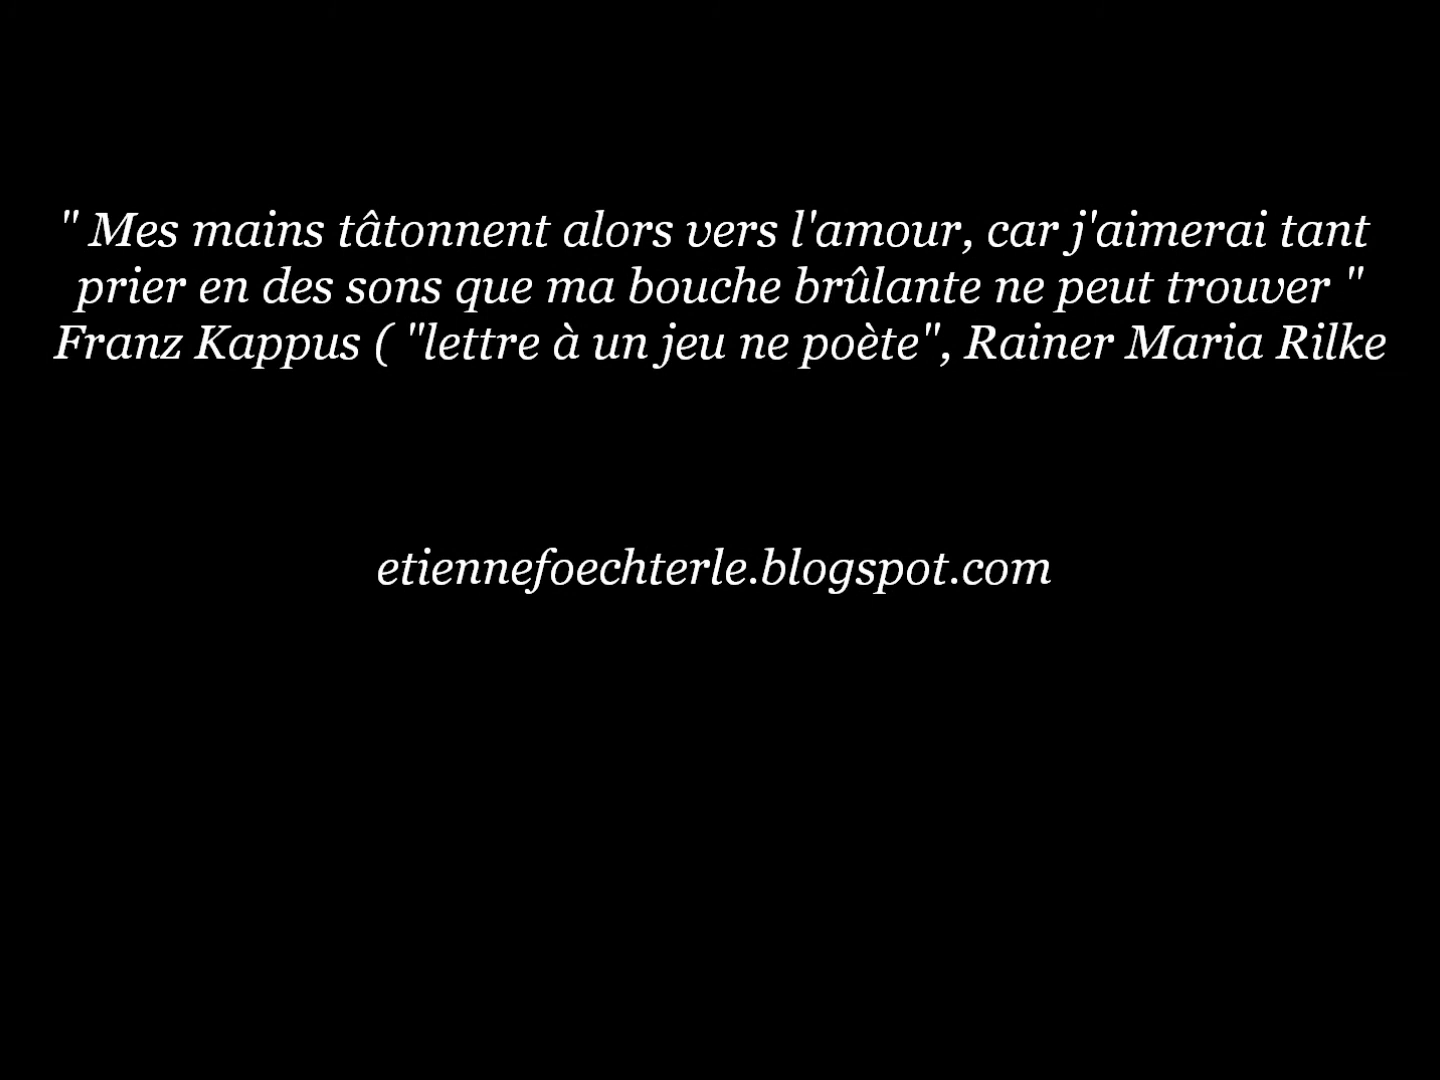 " Mes mains tâtonnent alors vers l'amour, car j'aimerai tant
prier en des sons que ma bouche brûlante ne peut trouver "
Franz Kappus ( "lettre à un jeu ne poète", Rainer Maria Rilke
etiennefoechterle.blogspot.com